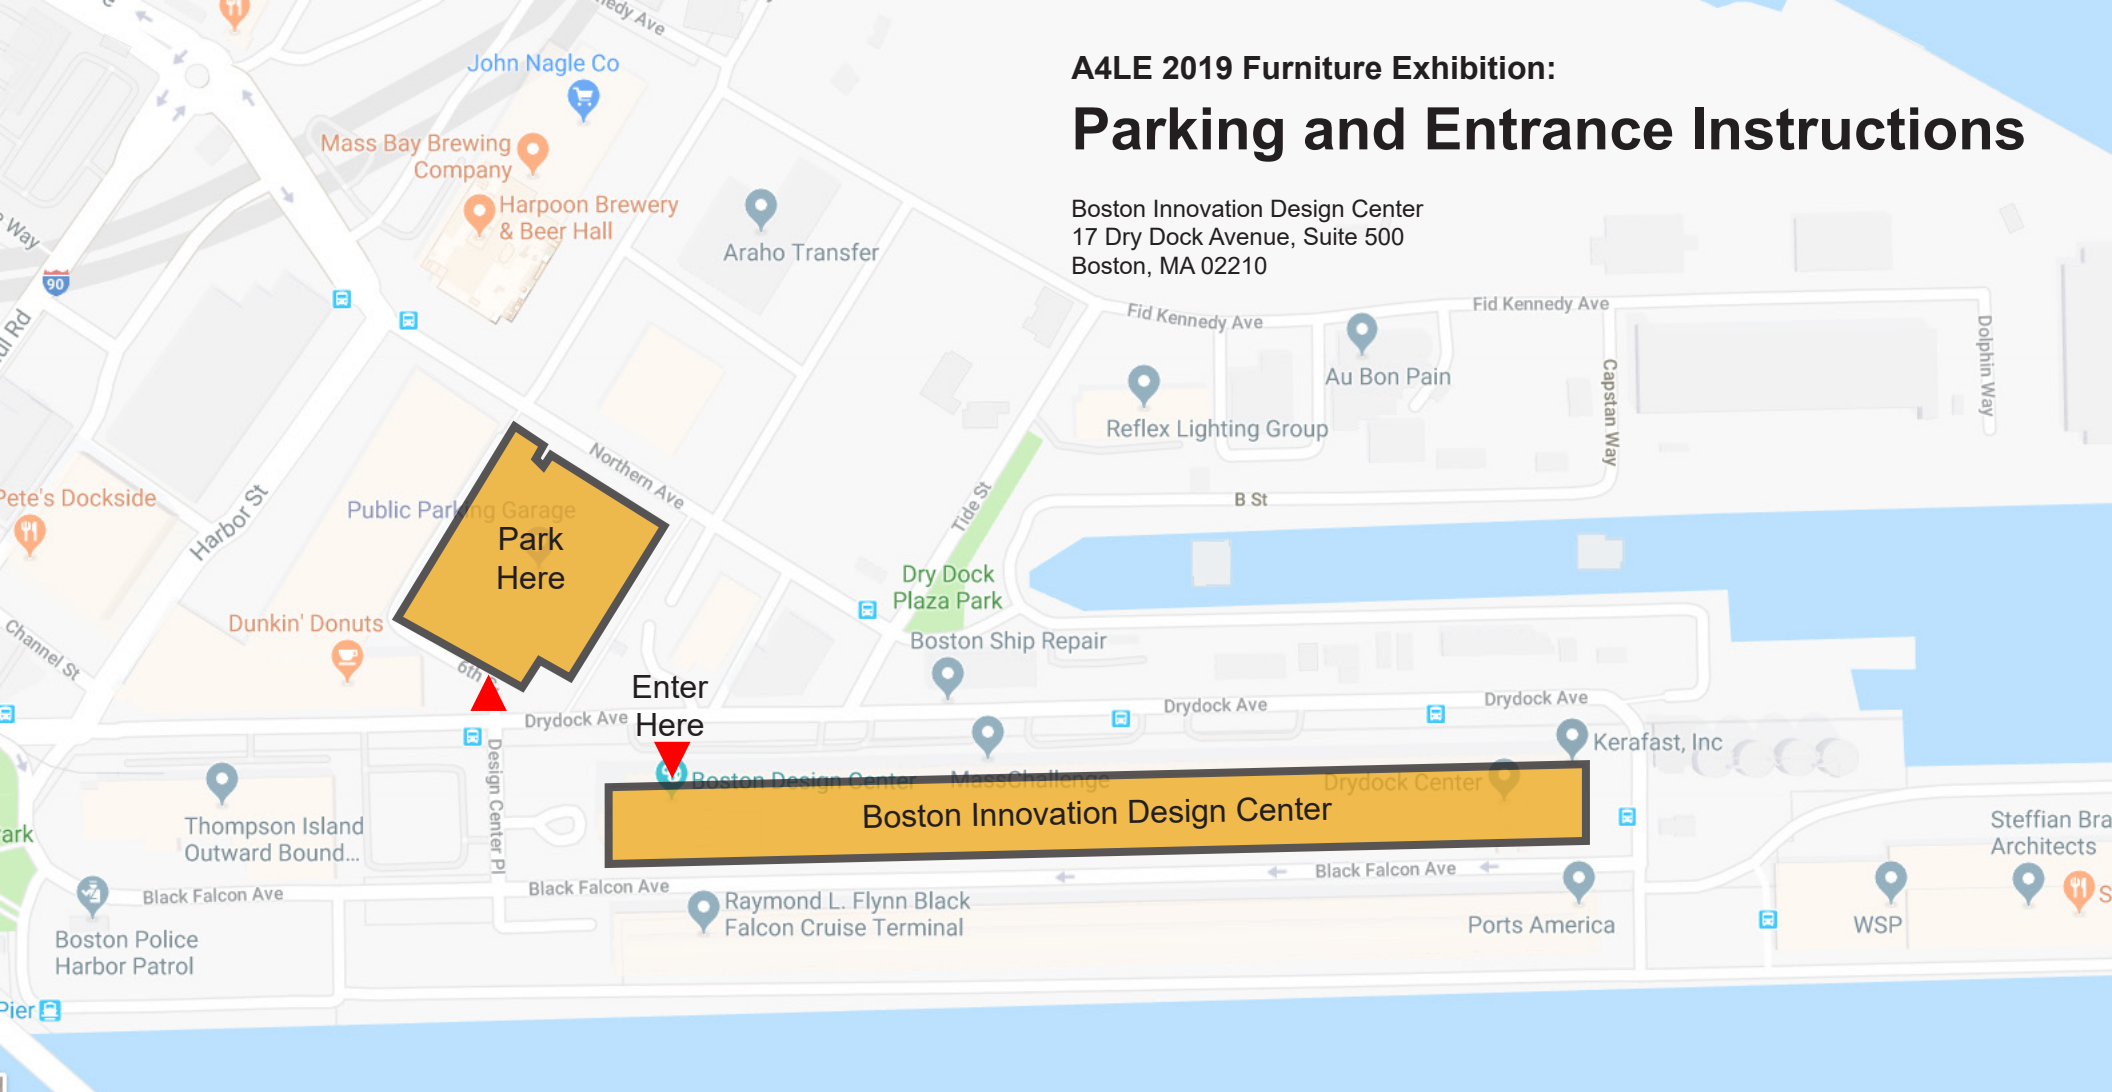 A4LE 2019 Furniture Exhibition:
Parking and Entrance Instructions
Boston Innovation Design Center
17 Dry Dock Avenue, Suite 500
Boston, MA 02210
John Nagle Co
Mass Bay Brewing
Company
Harpoon Brewery
& Beer Hall
Araho Transfer
Way
90
Fid Kennedy Ave
Fid Kennedy Ave
Dolphin Way
Capstan Way
Au Bon Pain
Reflex Lighting Group
B St
Tide St
Northern Ave
Harbor St
Pete's Dockside
Public Parking Garage
Park
Here
Dry Dock
Plaza Park
Boston Ship Repair
Dunkin' Donuts
Channel St
6th
Enter
Here
Drydock Ave
Drydock Ave
Drydock Ave
Design Center Pl
Boston Design Center
MassChallenge
Drydock Center
Kerafast, Inc
Boston Innovation Design Center
Thompson Island
Outward Bound...
Steffian Bra
Architects
ark
Black Falcon Ave
Black Falcon Ave
Black Falcon Ave
Raymond L. Flynn Black
Falcon Cruise Terminal
Ports America
WSP
S
Boston Police
Harbor Patrol
Pier